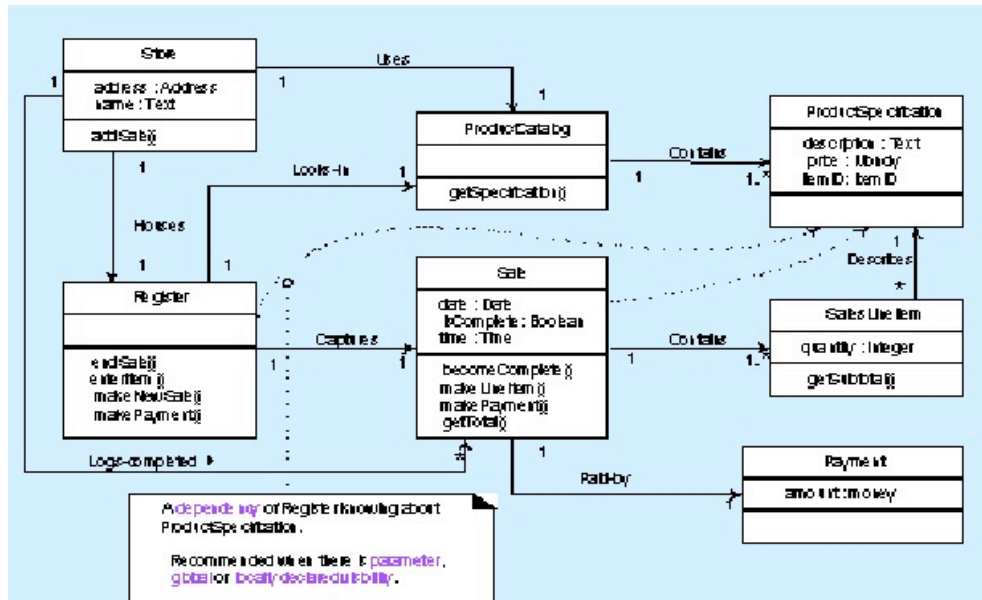 Store
address : Address
name : Text
addSale()
Uses
1
1
1
ProductCatalog
getSpecification()
Contains
1
1..*
ProductSpecification
description : Text
price : Money
itemID : ItemID
Looks-in
1
1
Houses
1
1
Register
endSale()
enterItem()
makeNewSale()
makePayment()
Captures
1
1
Sale
date : Date
isComplete : Boolean
time : Time
becomeComplete()
makeLineItem()
makePayment()
getTotal()
Contains
1
1..*
Describes
1
*
SalesLineItem
quantity : Integer
getSubtotal()
Logs-completed
*
Paid-by
1
Payment
amount:money
A dependency of Register knowing about
ProductSpecification.
Recommended when there is parameter,
global or locally declared visibility.